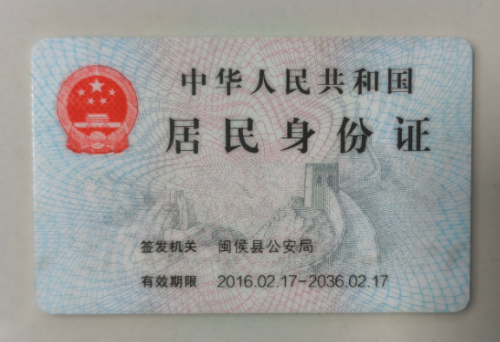 中华人民共和国
居民身份证
签发机关 闽侯县公安局
有效期限 2016.02.17-2036.02.17